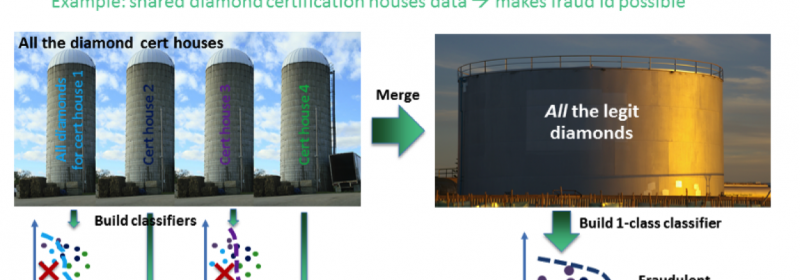 Example: shared diamond certification houses data → makes fraud id possible
All the diamond cert houses
All diamonds
for cert house 1
Cert house 2
Cert house 3
Cert house 4
Merge
All the legit
diamonds
Build classifiers
Build 1-class classifier
Fraudulent